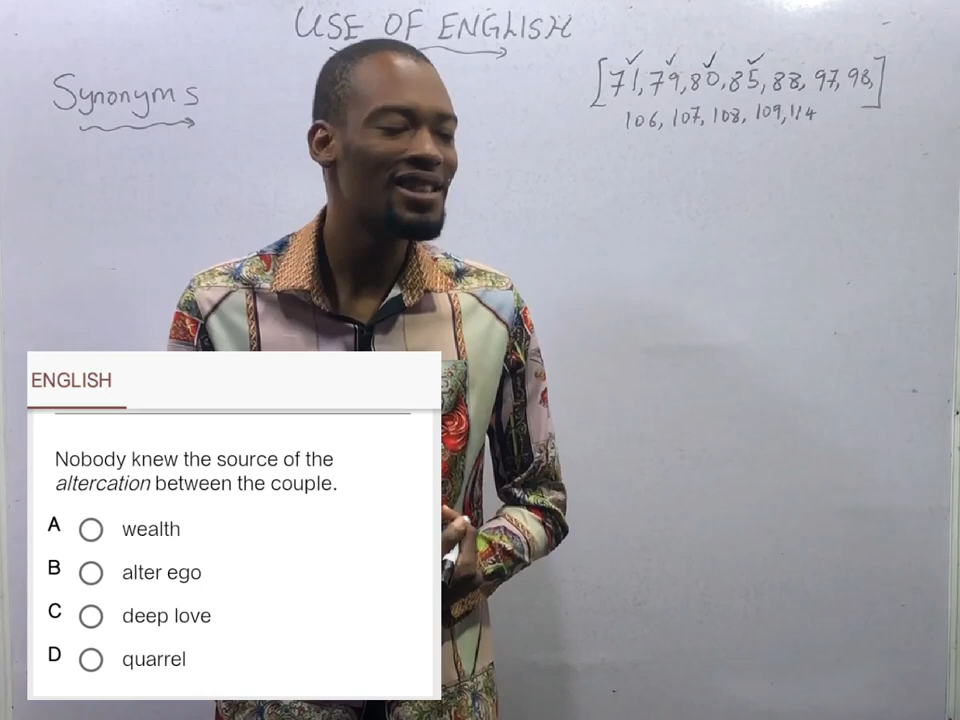 USE OF ENGLISH
Synonyms
[71, 79, 80, 85, 88, 97, 98,]
106, 107, 108, 109, 114
ENGLISH
Nobody knew the source of the
altercation between the couple.
A wealth
B alter ego
C deep love
D quarrel